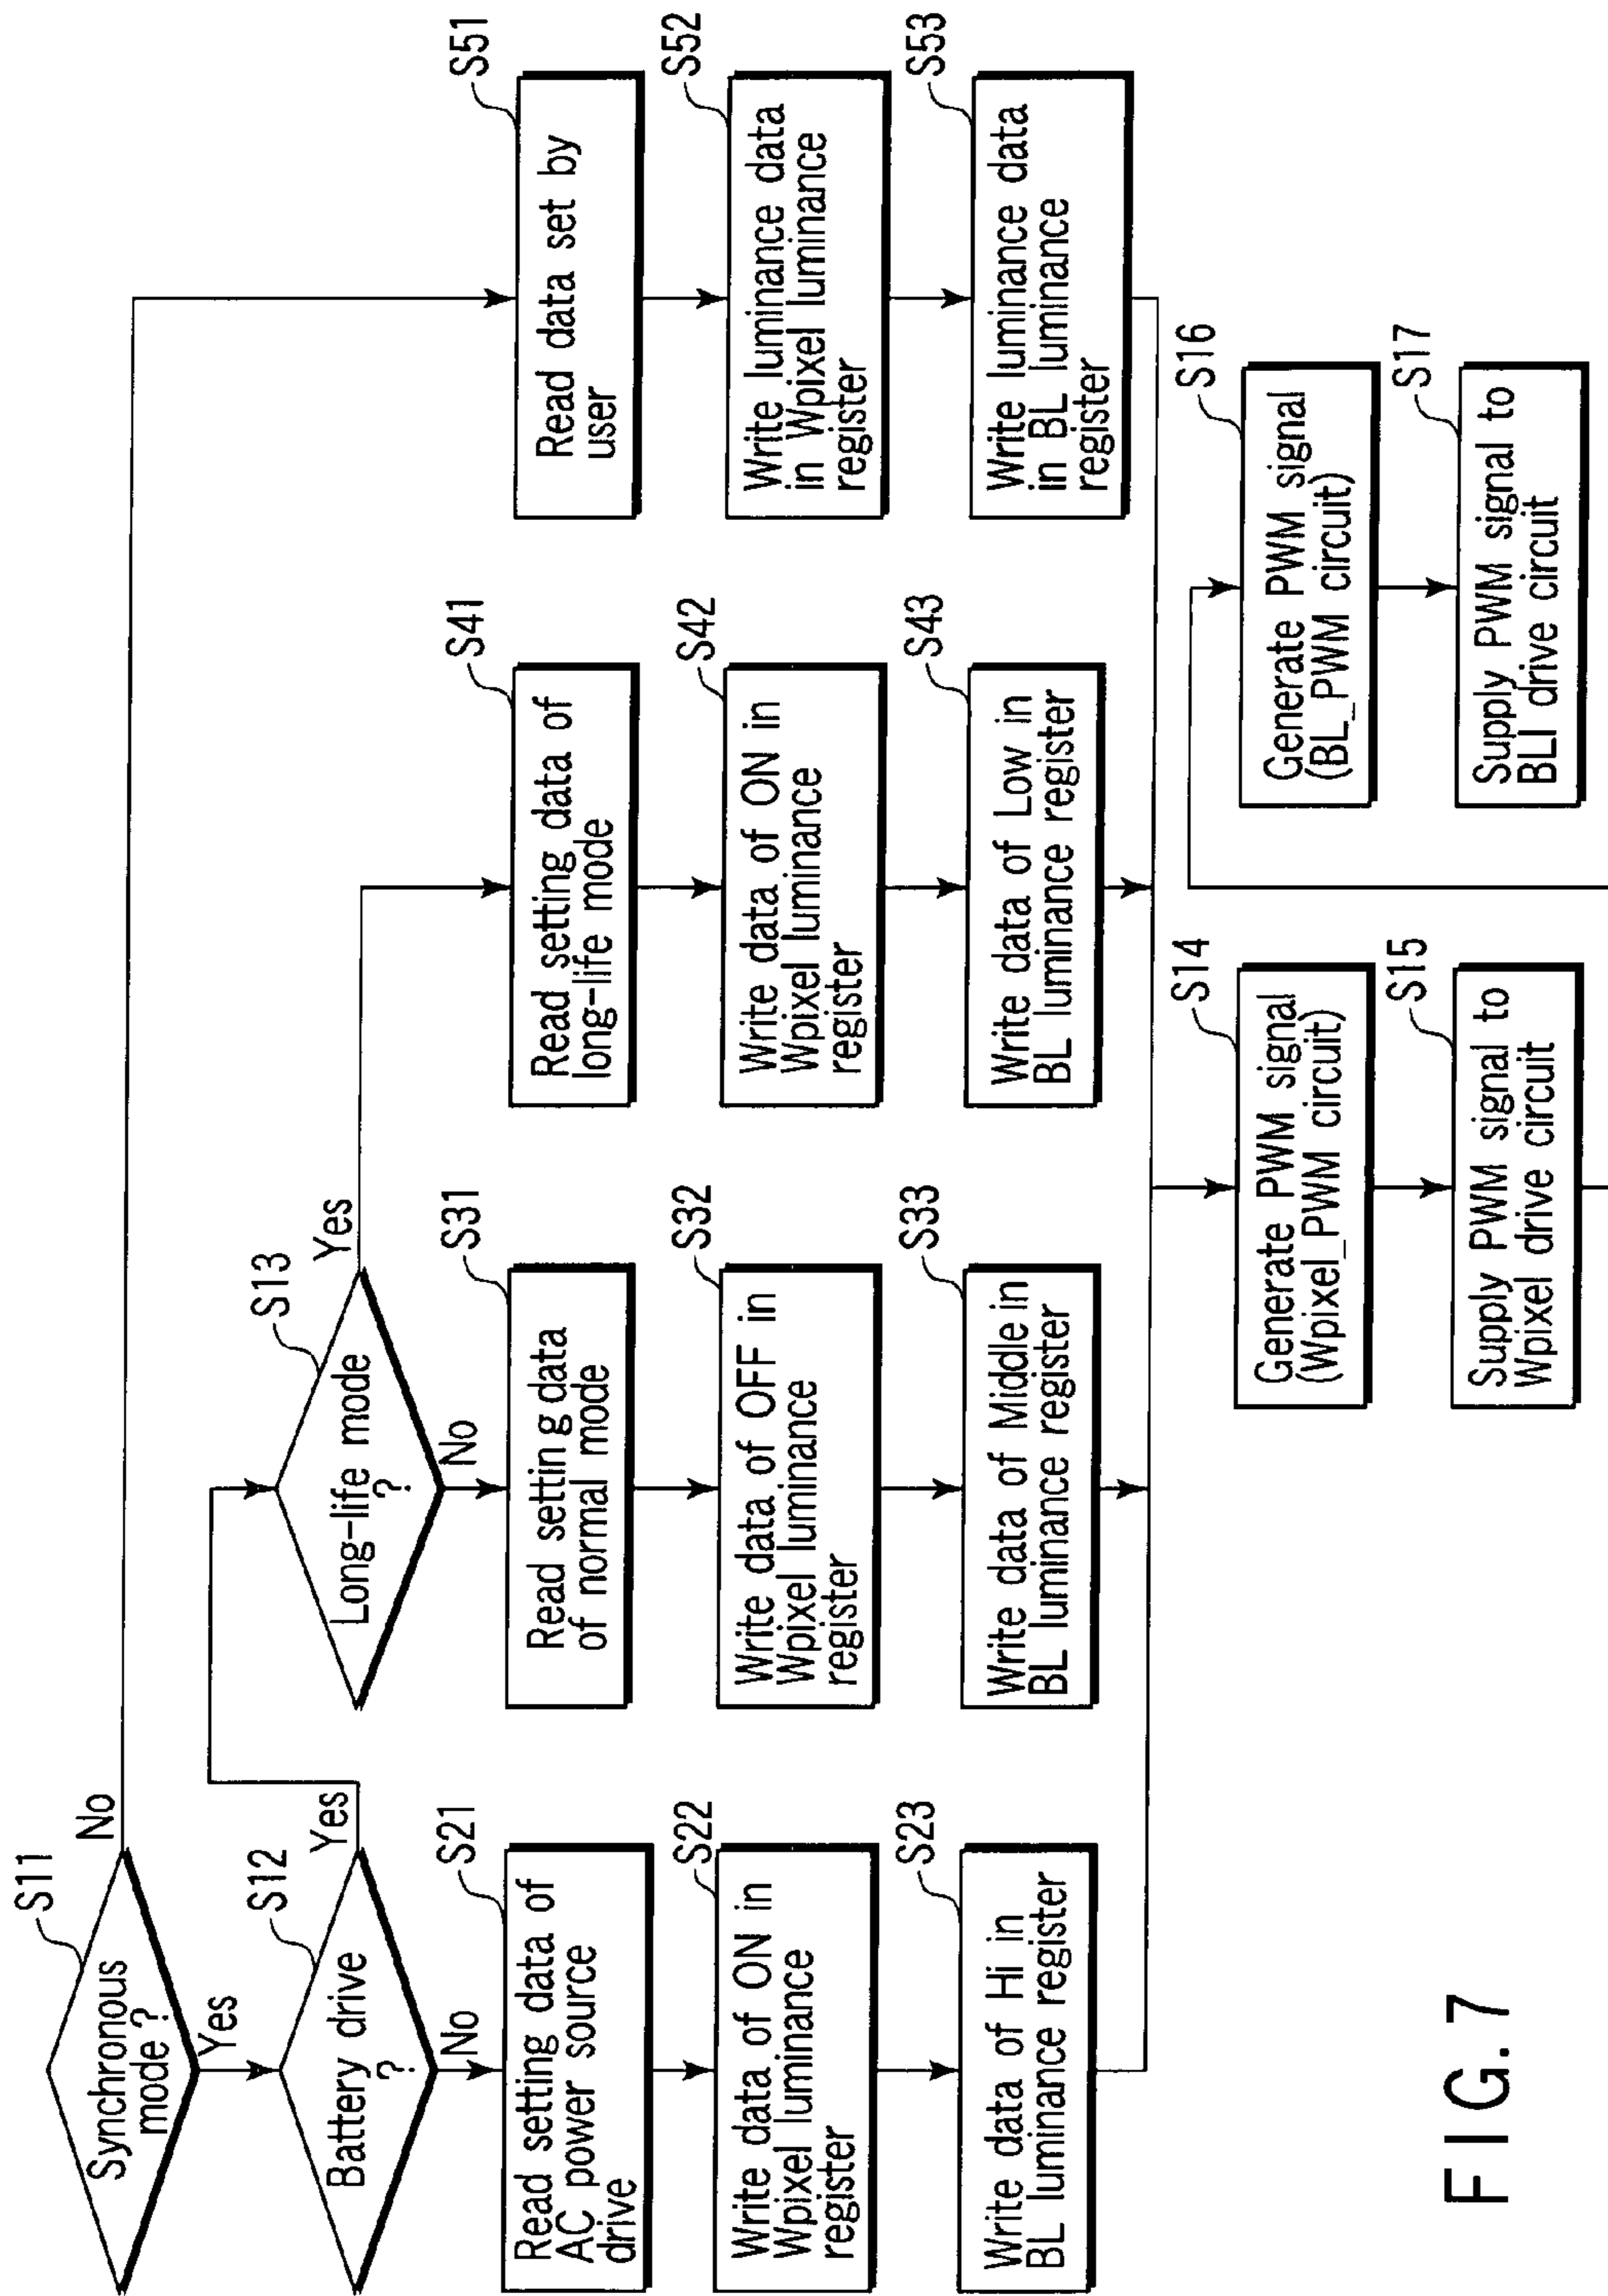 S11
Synchronous
mode ?
No
Yes
S12
Battery drive
?
Yes
No
S13
Long-life mode
?
Yes
No
S21
Read setting data of
AC power source
drive
S22
Write data of ON in
Wpixel luminance
register
S23
Write data of Hi in
BL luminance register
S31
Read settin g data
of normal mode
S32
Write data of OFF in
Wpixel luminance
register
S33
Write data of Middle in
BL luminance register
S41
Read setting data of
long-life mode
S42
Write data of ON in
Wpixel luminance
register
S43
Write data of Low in
BL luminance register
S51
Read data set by
user
S52
Write luminance data
in Wpixel luminance
register
S53
Write luminance data
in BL luminance
register
S14
Generate PWM signal
(Wpixel_PWM circuit)
S15
Supply PWM signal to
Wpixel drive circuit
S16
Generate PWM signal
(BL_PWM circuit)
S17
Supply PWM signal to
BLI drive circuit
FIG.7